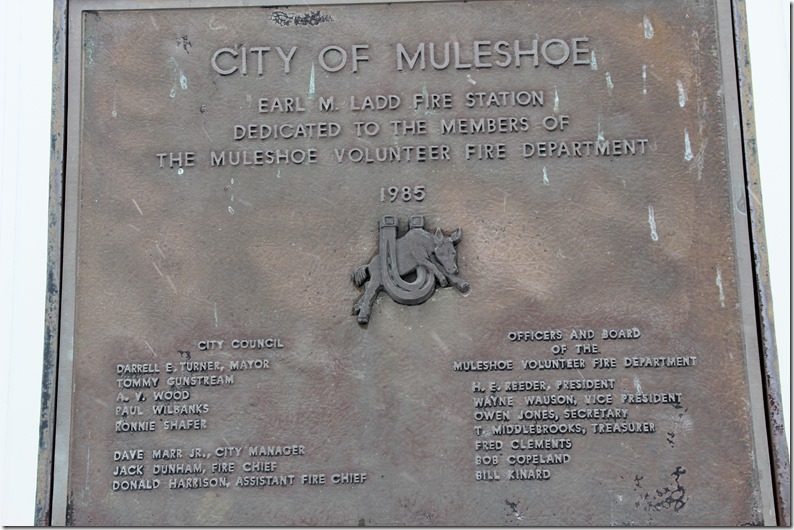 CITY OF MULESHOE
EARL M. LADD FIRE STATION
DEDICATED TO THE MEMBERS OF
THE MULESHOE VOLUNTEER FIRE DEPARTMENT
1985
CITY COUNCIL
DARRELL E. TURNER, MAYOR
TOMMY GUNSTREAM
A. V. WOOD
PAUL WILBANKS
RONNIE SHAFER
DAVE MARR JR., CITY MANAGER
JACK DUNHAM, FIRE CHIEF
DONALD HARRISON, ASSISTANT FIRE CHIEF
OFFICERS AND BOARD
OF THE
MULESHOE VOLUNTEER FIRE DEPARTMENT
H. E. REEDER, PRESIDENT
WAYNE WAUSON, VICE PRESIDENT
OWEN JONES, SECRETARY
T. MIDDLEBROOKS, TREASURER
FRED CLEMENTS
BOB COPELAND
BILL KINARD